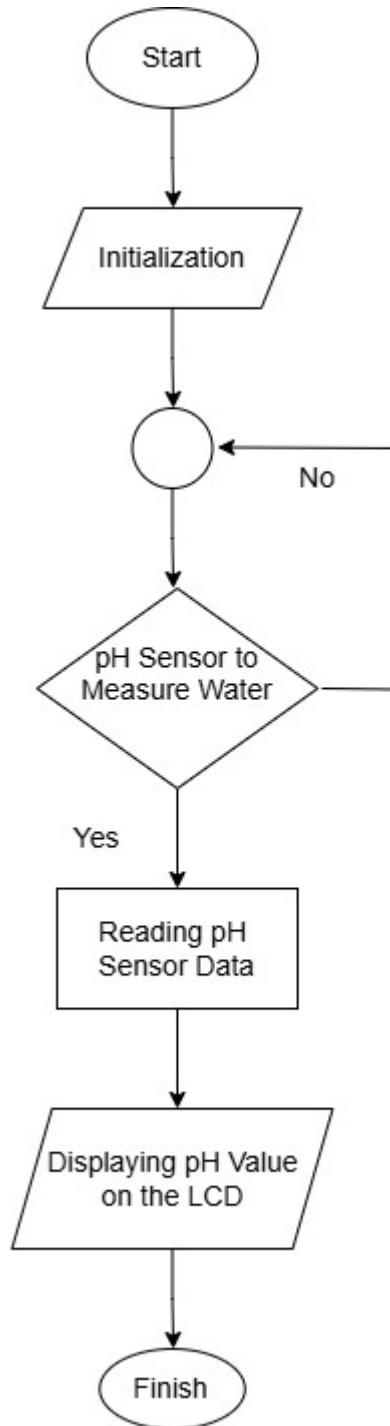 Start
Initialization
No
pH Sensor to
Measure Water
Yes
Reading pH
Sensor Data
Displaying pH Value
on the LCD
Finish